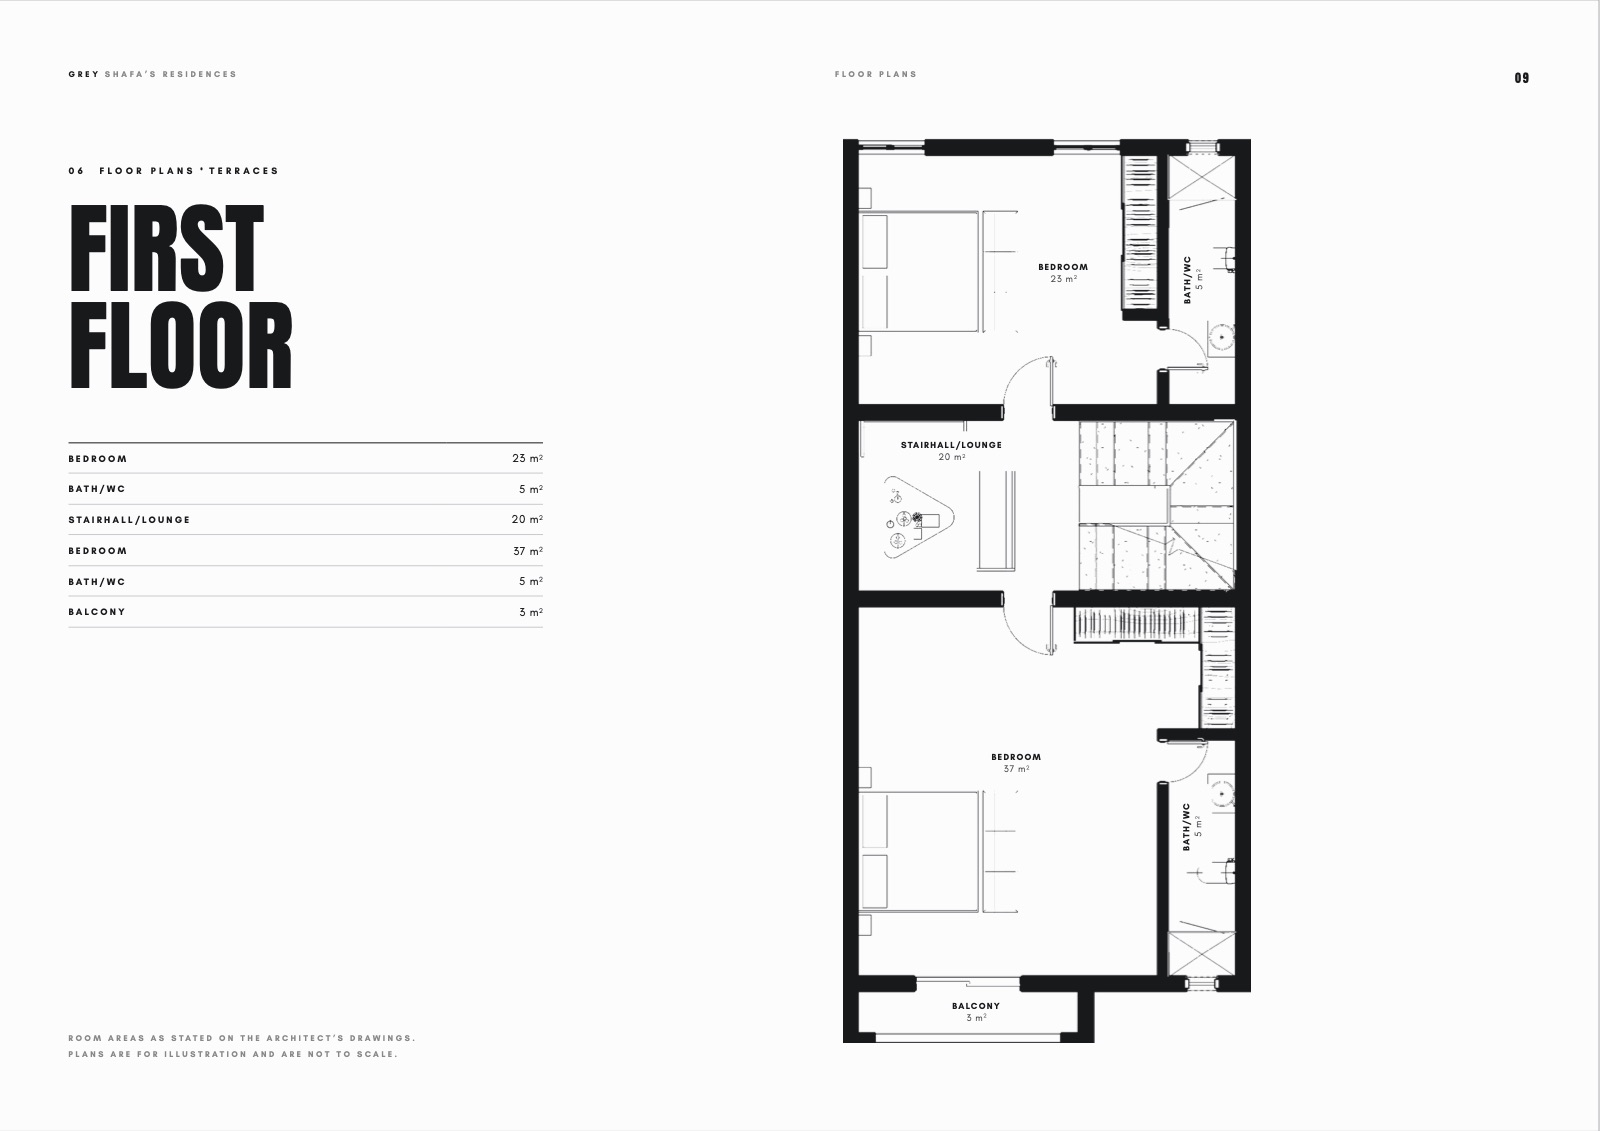 GREY SHAFA'S RESIDENCES
FLOOR PLANS
09
06 FLOOR PLANS * TERRACES
FIRST
FLOOR
BEDROOM 23 m²
BATH/WC 5 m²
STAIRHALL/LOUNGE 20 m²
BEDROOM 37 m²
BATH/WC 5 m²
BALCONY 3 m²
ROOM AREAS AS STATED ON THE ARCHITECT'S DRAWINGS.
PLANS ARE FOR ILLUSTRATION AND ARE NOT TO SCALE.
BEDROOM
23 m²
BATH/WC
5 m²
STAIRHALL/LOUNGE
20 m²
BEDROOM
37 m²
BATH/WC
5 m²
BALCONY
3 m²